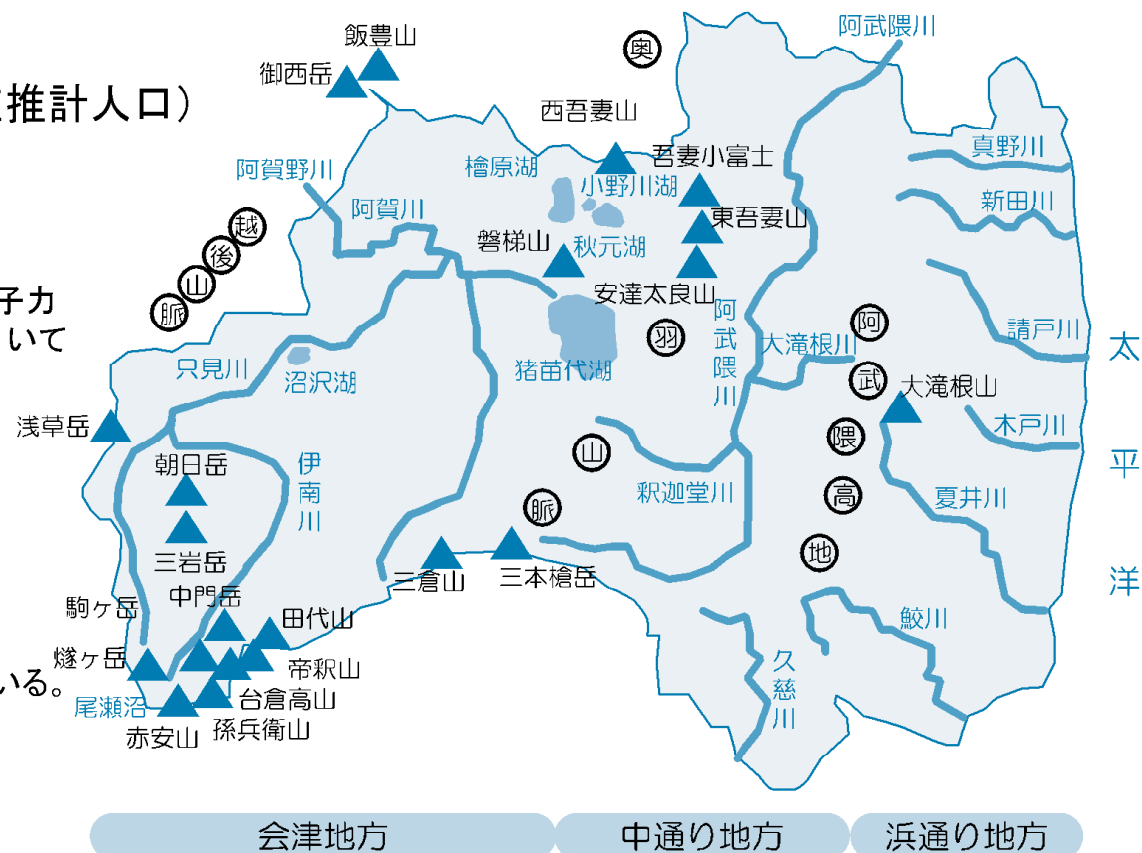 阿武隈川
飯豊山
奥
御西岳
推計人口）
西吾妻山
吾妻小富士
真野川
檜原湖
小野川湖
阿賀野川
新田川
阿賀川
東吾妻山
越
後
山
脈
磐梯山
秋元湖
安達太良山
子力
いて
羽
阿武隈川
大滝根川
阿
武
隈
高
地
請戸川
太平洋
只見川
沼沢湖
猪苗代湖
大滝根山
浅草岳
木戸川
山
脈
朝日岳
伊南川
釈迦堂川
夏井川
三岩岳
三倉山
三本槍岳
中門岳
駒ヶ岳
田代山
鮫川
燧ヶ岳
帝釈山
久慈川
いる。
尾瀬沼
台倉高山
赤安山
孫兵衛山
会津地方
中通り地方
浜通り地方